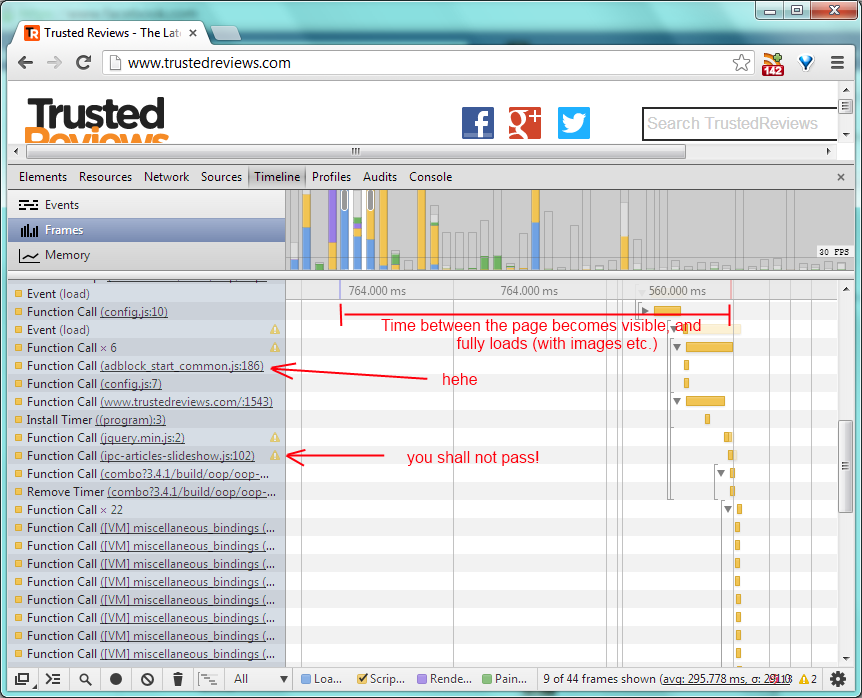 Trusted Reviews - The Late
www.trustedreviews.com
142
Trusted
Reviews
Search TrustedReviews
Elements Resources Network Sources Timeline Profiles Audits Console
Events
Frames
Memory
30 FPS
764.000 ms 764.000 ms 560.000 ms
Event (load)
Function Call (config.js:10)
Event (load)
Time between the page becomes visible, and
fully loads (with images etc.)
Function Call × 6
Function Call (adblock_start_common.js:186)
hehe
Function Call (config.js:7)
Function Call (www.trustedreviews.com/:1543)
Install Timer ((program):3)
Function Call (jquery.min.js:2)
Function Call (ipc-articles-slideshow.js:102)
you shall not pass!
Function Call (combo?3.4.1/build/oop/oop-...
Remove Timer (combo?3.4.1/build/oop/oop-...
Function Call × 22
Function Call ([VM] miscellaneous_bindings (...
Function Call ([VM] miscellaneous_bindings (...
Function Call ([VM] miscellaneous_bindings (...
Function Call ([VM] miscellaneous_bindings (...
Function Call ([VM] miscellaneous_bindings (...
Function Call ([VM] miscellaneous_bindings (...
Function Call ([VM] miscellaneous_bindings (...
Function Call ([VM] miscellaneous_bindings (...
All Loa... Scrip... Rende... Pain... 9 of 44 frames shown (avg: 295.778 ms, σ: 2